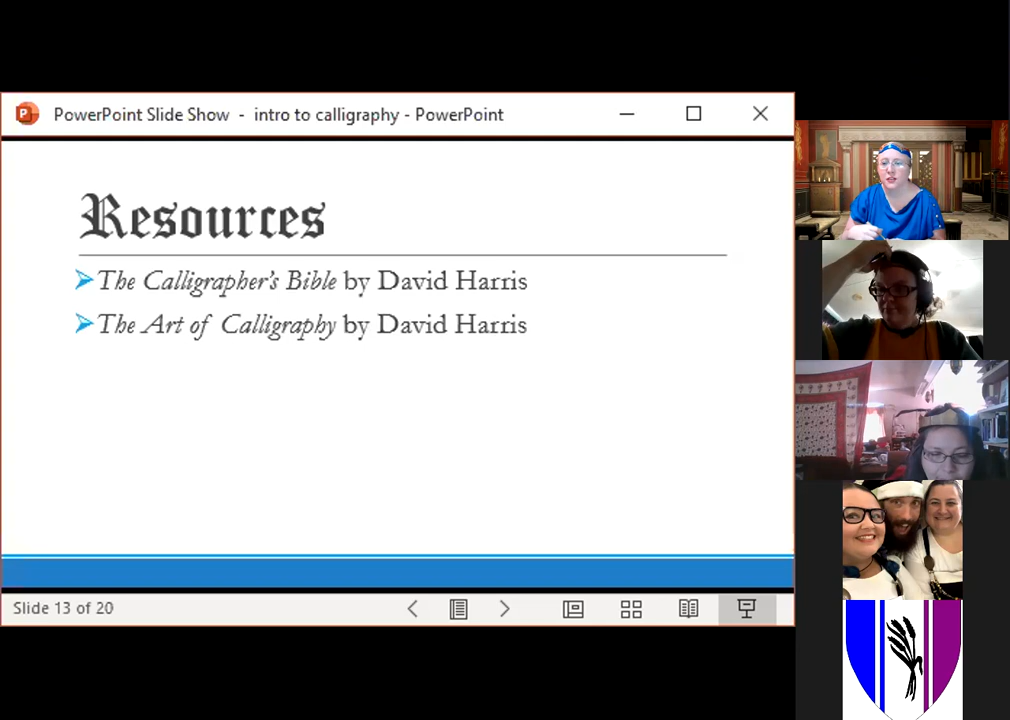 PowerPoint Slide Show - intro to calligraphy - PowerPoint
Resources
The Calligrapher's Bible by David Harris
The Art of Calligraphy by David Harris
Slide 13 of 20